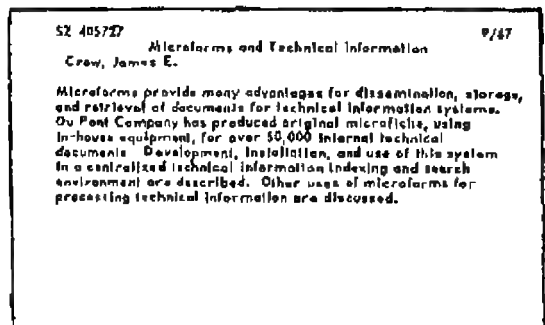 SZ 405727 9/67
Microforms and Technical Information
Crow, James E.
Microforms provide many advantages for dissemination, storage,
and retrieval of documents for technical information systems.
Du Pont Company has produced original microfiche, using
in-house equipment, for over 50,000 internal technical
documents Development, installation, and use of this system
in a centralized technical information indexing and search
environment are described. Other uses of microforms for
processing technical information are discussed.